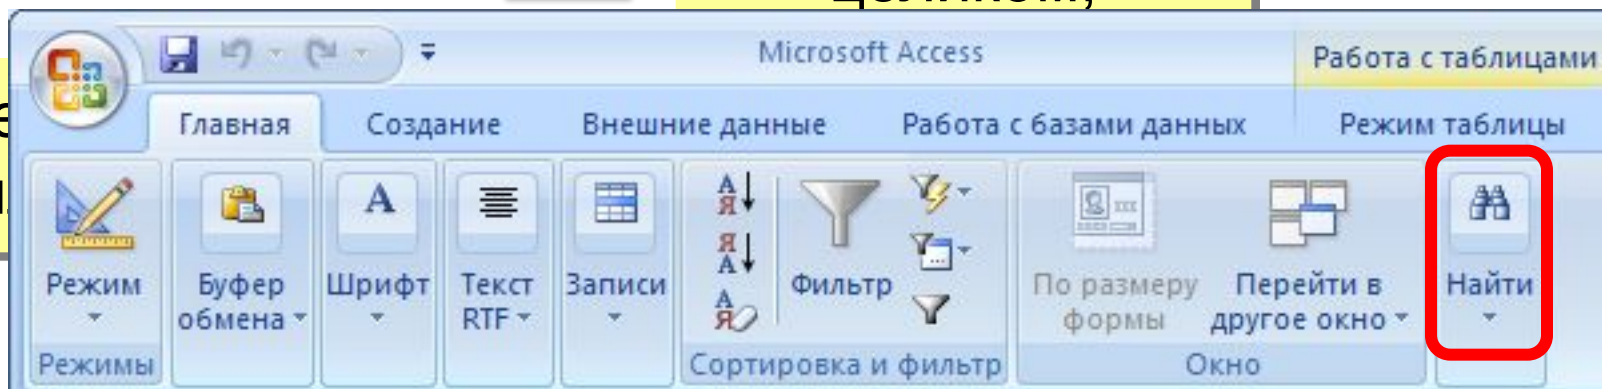 целиком,
Microsoft Access
Работа с таблицами
Главная Создание Внешние данные Работа с базами данных Режим таблицы
Режим
Буфер обмена
Шрифт
Текст RTF
Записи
Фильтр
По размеру формы
Перейти в другое окно
Найти
Режимы
Сортировка и фильтр
Окно